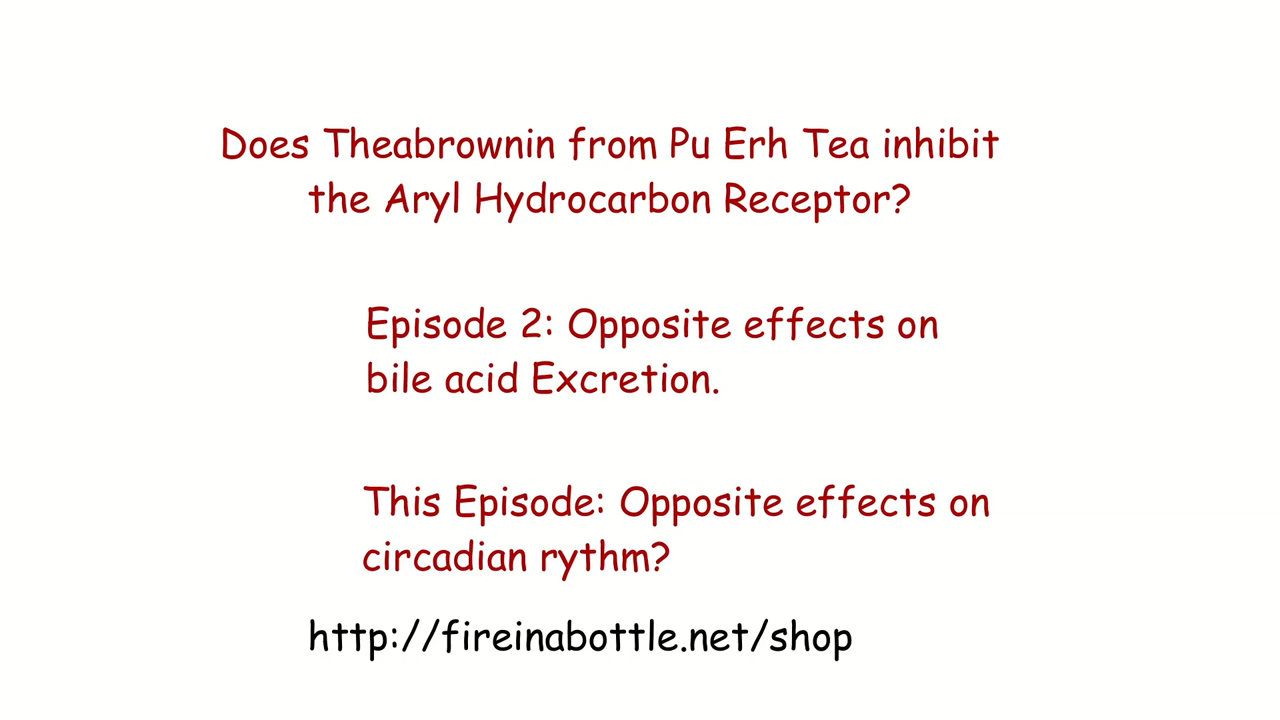 Does Theabrownin from Pu Erh Tea inhibit
the Aryl Hydrocarbon Receptor?
Episode 2: Opposite effects on
bile acid Excretion.
This Episode: Opposite effects on
circadian rythm?
http://fireinabottle.net/shop